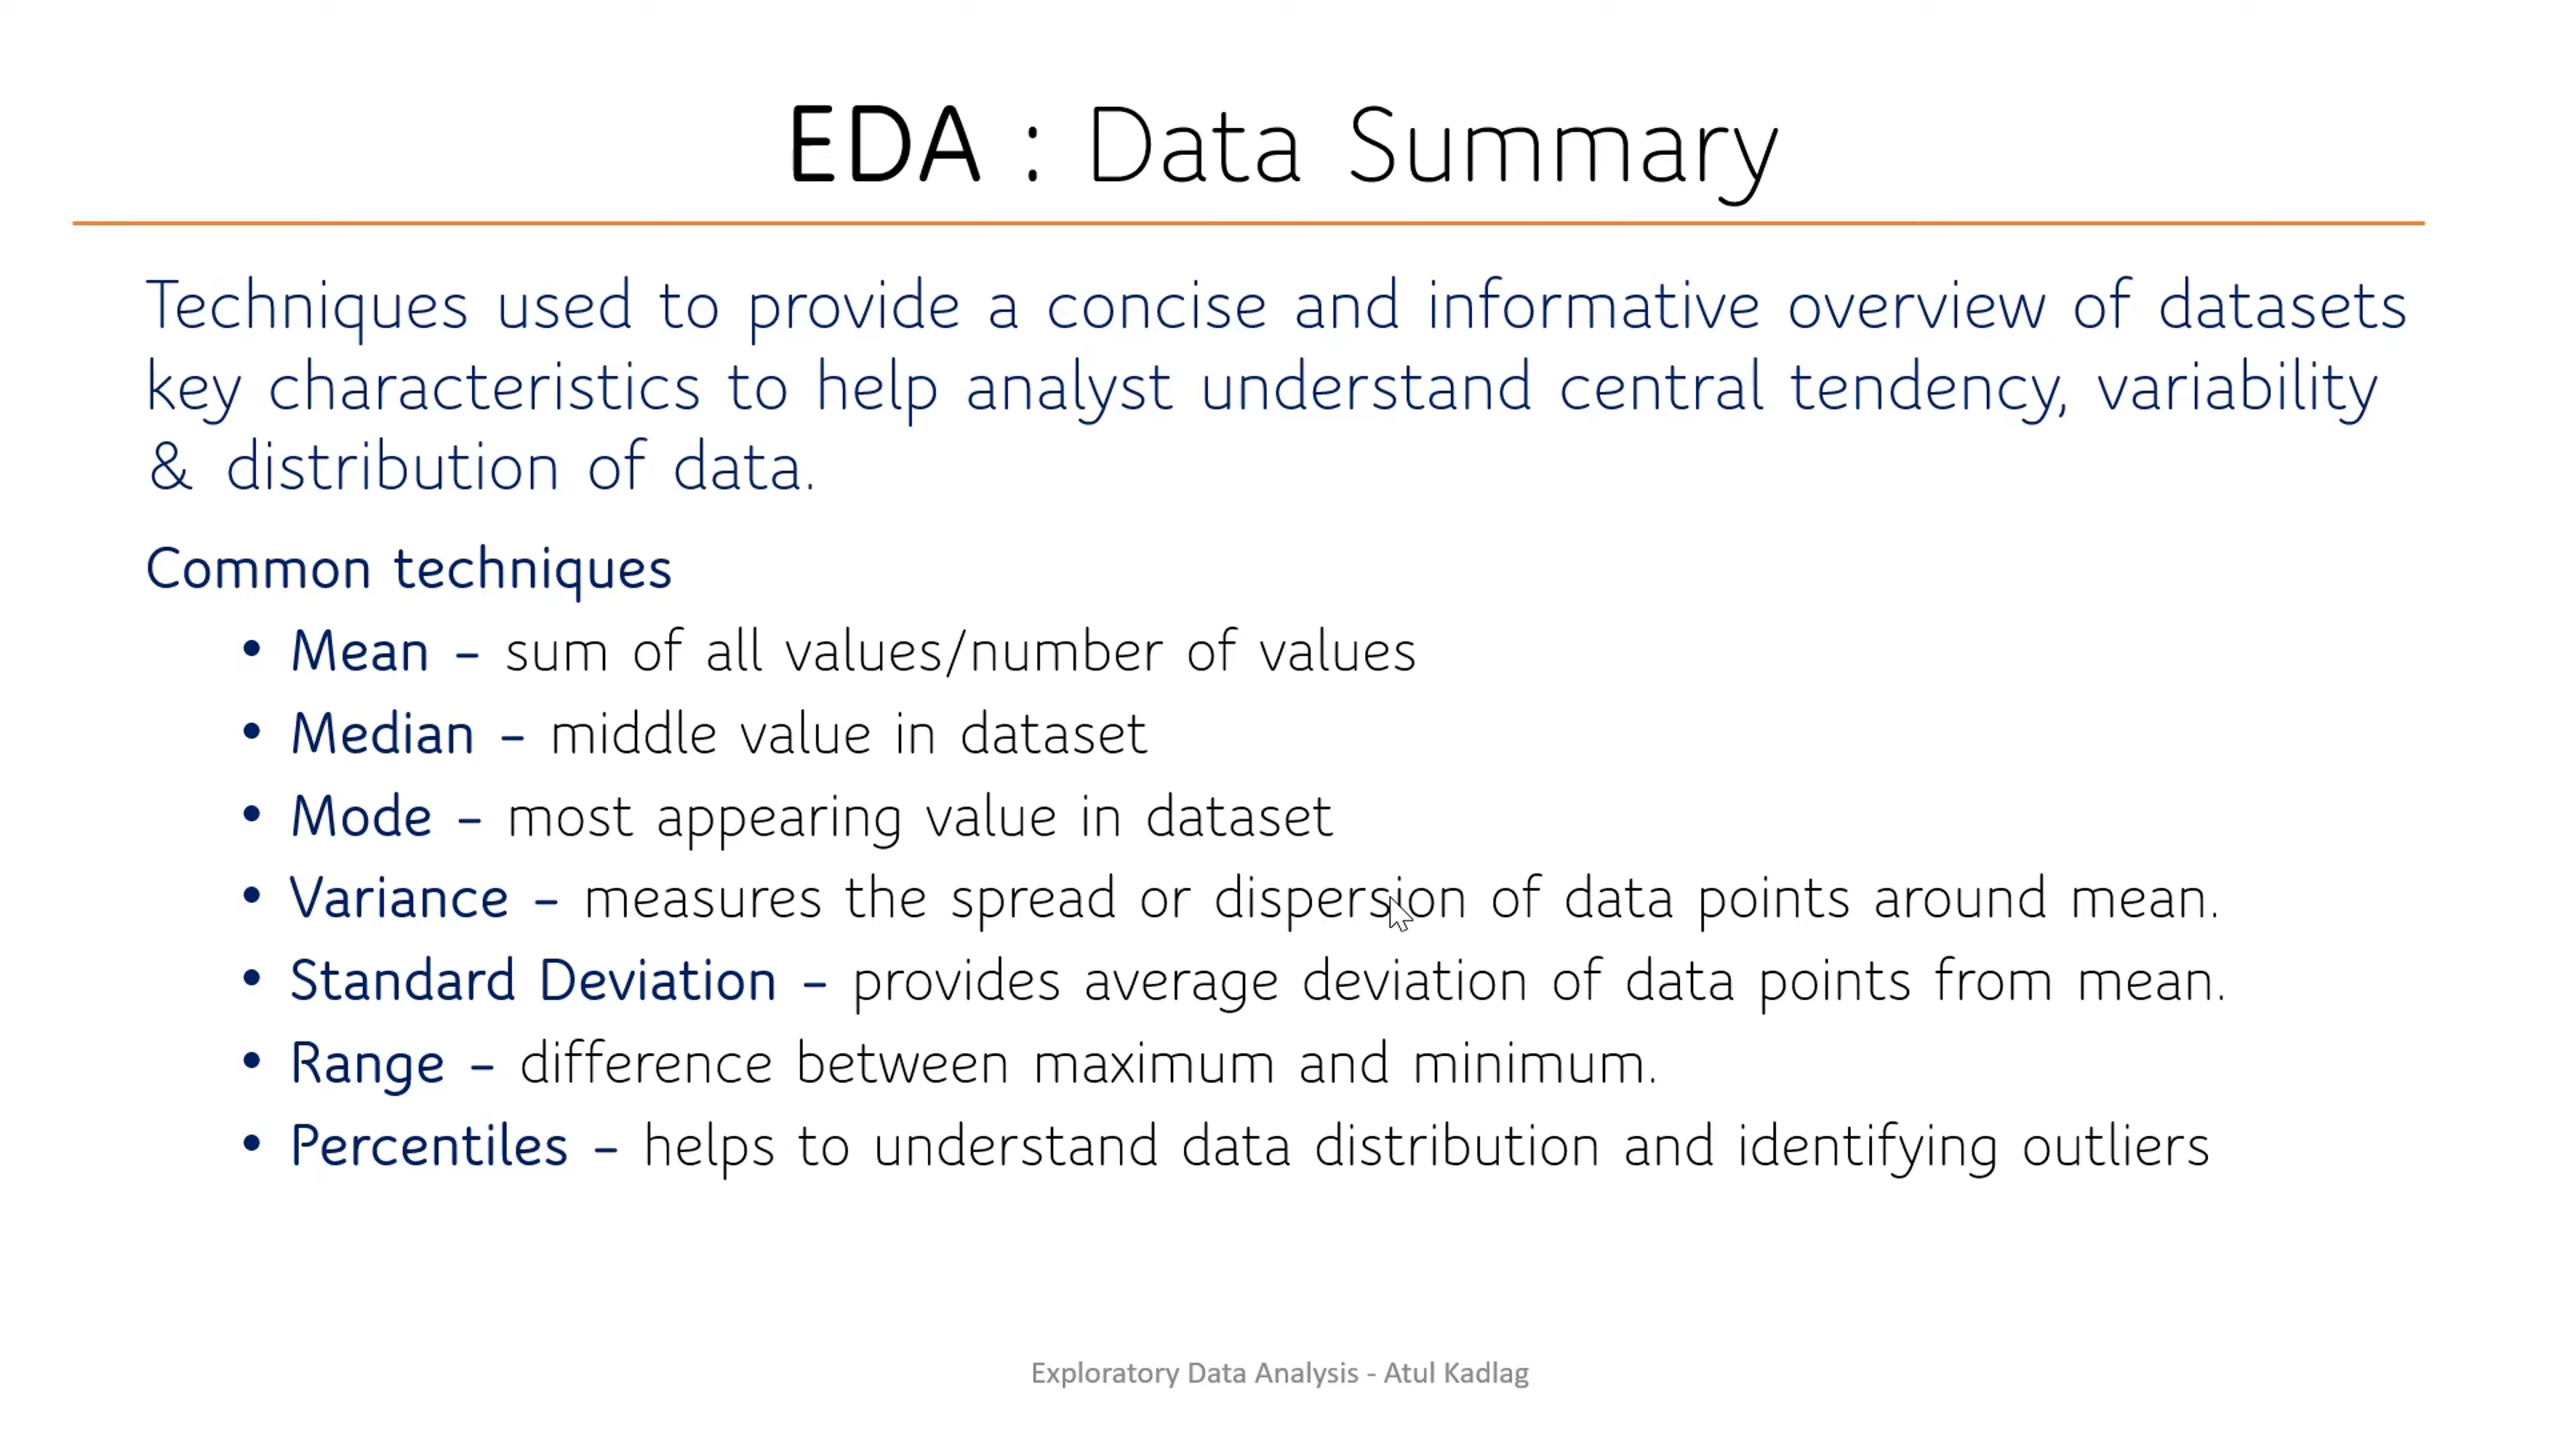 EDA : Data Summary
Techniques used to provide a concise and informative overview of datasets
key characteristics to help analyst understand central tendency, variability
& distribution of data.
Common techniques
• Mean – sum of all values/number of values
• Median – middle value in dataset
• Mode – most appearing value in dataset
• Variance – measures the spread or dispersion of data points around mean.
• Standard Deviation – provides average deviation of data points from mean.
• Range – difference between maximum and minimum.
• Percentiles – helps to understand data distribution and identifying outliers
Exploratory Data Analysis - Atul Kadlag